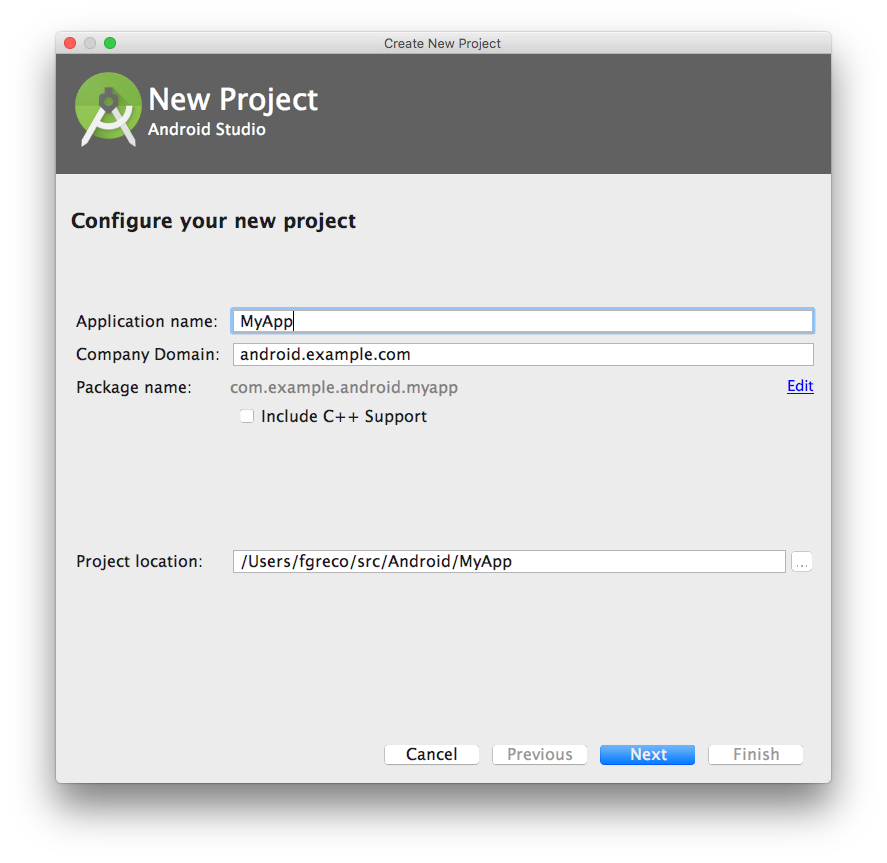 Create New Project
New Project
Android Studio
Configure your new project
Application name: MyApp
Company Domain: android.example.com
Package name: com.example.android.myapp Edit
Include C++ Support
Project location: /Users/fgreco/src/Android/MyApp ...
Cancel Previous Next Finish